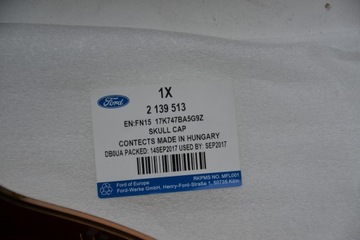 Ford
1X
2 139 513
EN:FN15 17K747BA5G9Z
SKULL CAP
CONTECTS MADE IN HUNGARY
DB0UA PACKED: 14SEP2017 USED BY: SEP2017
RKPMS NO. MFL001
Ford of Europe
Ford-Werke GmbH, Henry-Ford-Straße 1, 50735 Köln